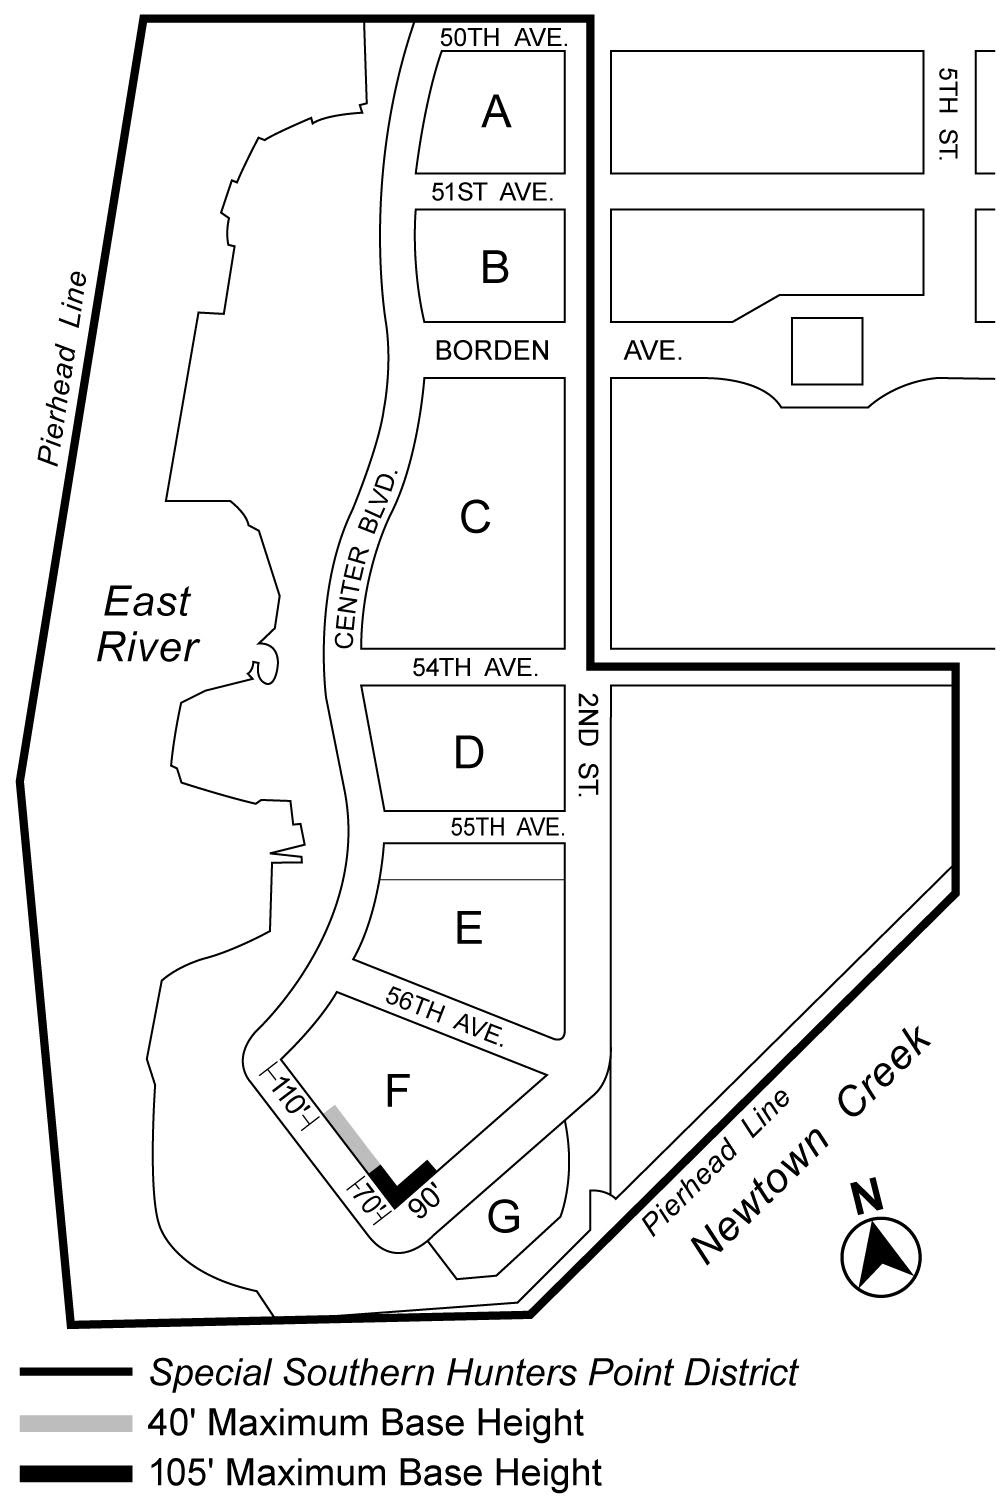 50TH AVE.
A
5TH ST.
51ST AVE.
B
Pierhead Line
BORDEN AVE.
C
CENTER BLVD.
East
River
54TH AVE.
D
2ND ST.
55TH AVE.
E
56TH AVE.
F
110'
70'
90'
G
Pierhead Line
Newtown Creek
N
Special Southern Hunters Point District
40' Maximum Base Height
105' Maximum Base Height